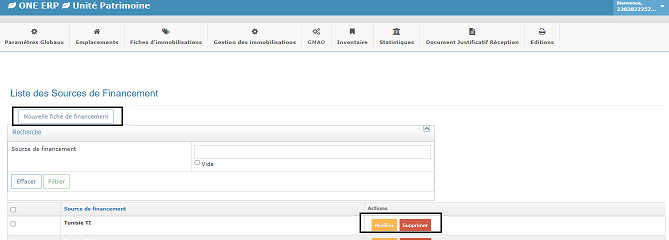 ONE ERP Unité Patrimoine
Bienvenue,
2283823257...
Paramètres Globaux
Emplacements
Fiches d'immobilisations
Gestion des immobilisations
GMAO
Inventaire
Statistiques
Document Justificatif Réception
Editions
Liste des Sources de Financement
Nouvelle fiche de financement
Recherche
Source de financement
Vide
Effacer
Filtrer
Source de financement
Actions
Tunisie TI
Modifier
Supprimer